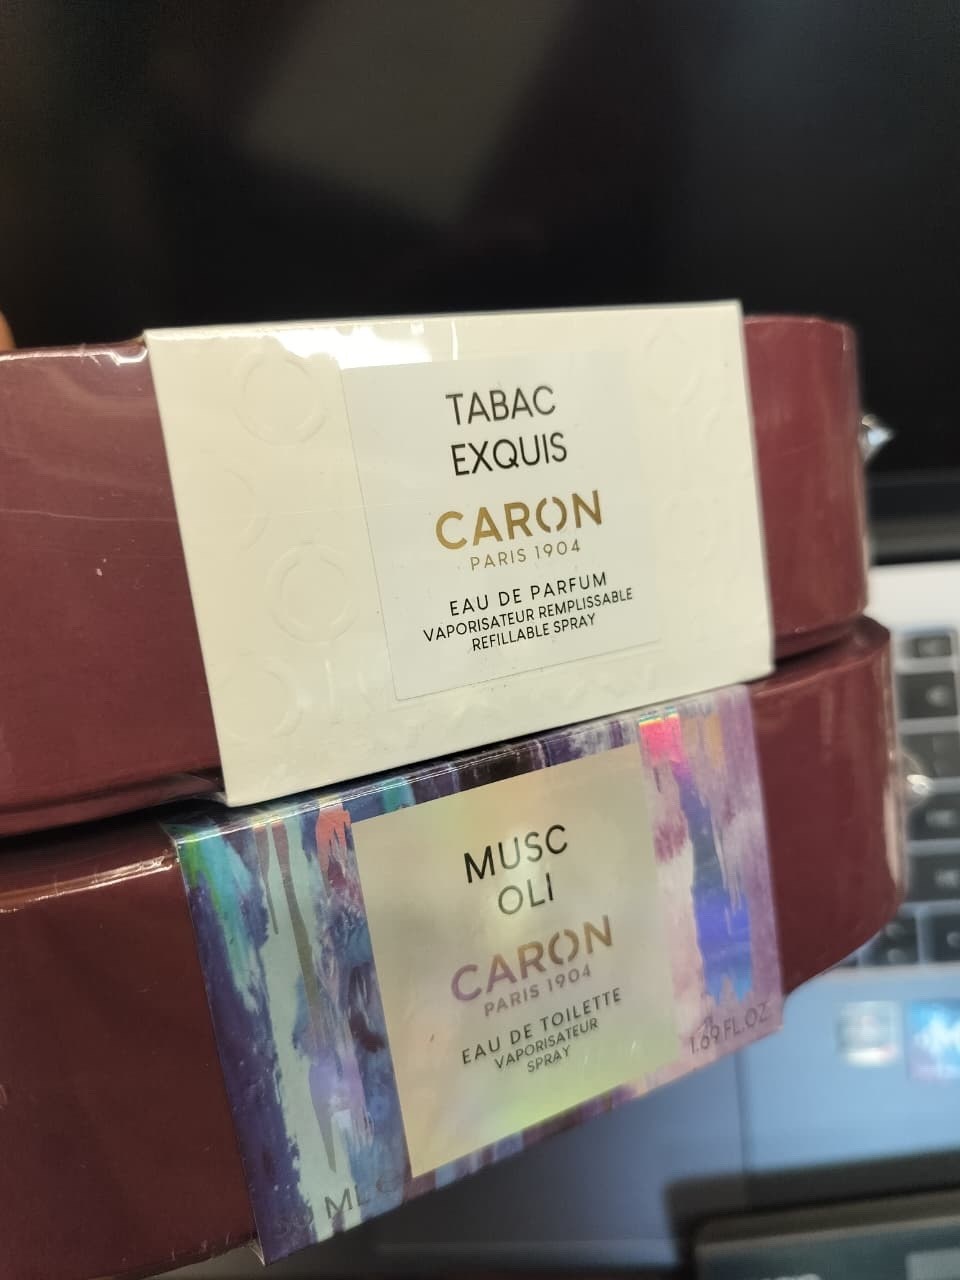 TABAC
EXQUIS
CARON
PARIS 1904
EAU DE PARFUM
VAPORISATEUR REMPLISSABLE
REFILLABLE SPRAY
MUSC
OLI
CARON
PARIS 1904
EAU DE TOILETTE
VAPORISATEUR
SPRAY
1.69 FL.OZ.
ML